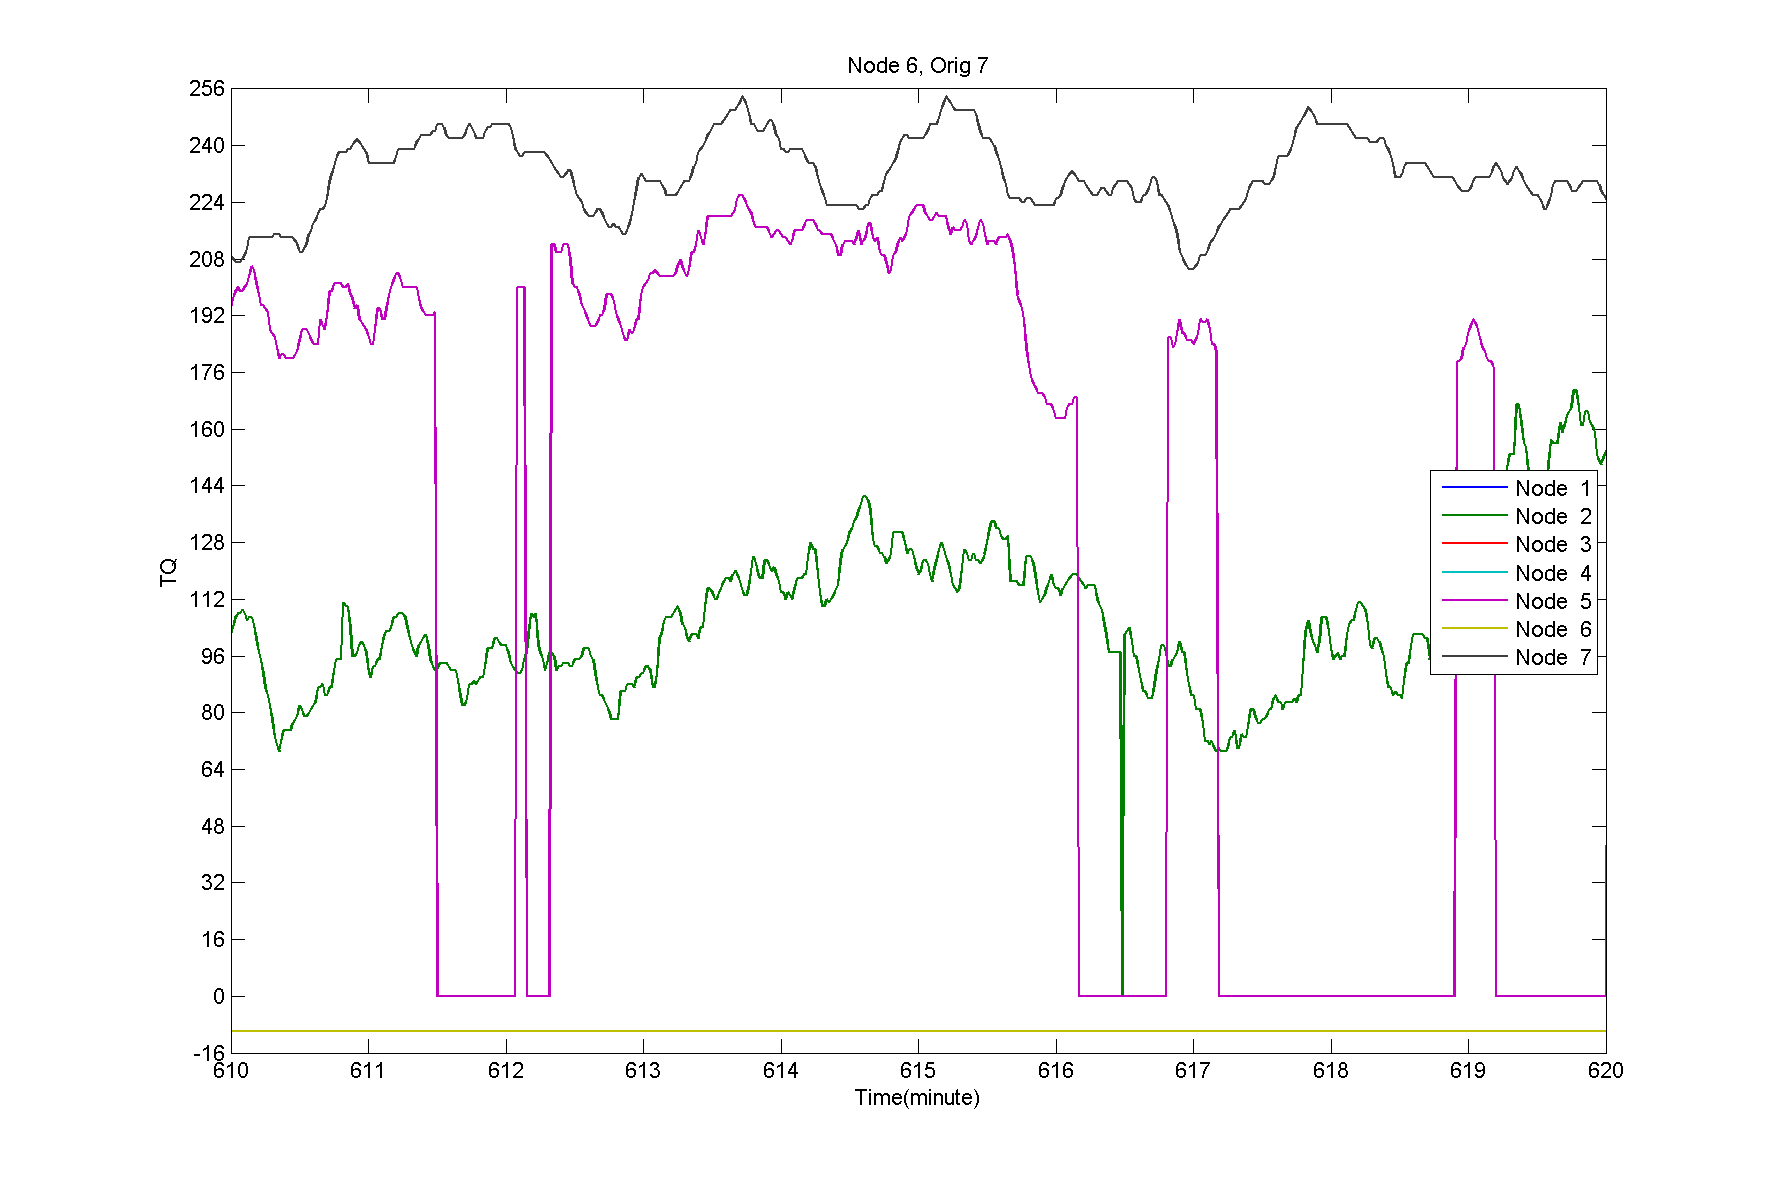 Node 6, Orig 7
256
240
224
208
192
176
160
144
128
112
96
80
64
48
32
16
0
-16
TQ
Node 1
Node 2
Node 3
Node 4
Node 5
Node 6
Node 7
610 611 612 613 614 615 616 617 618 619 620
Time(minute)